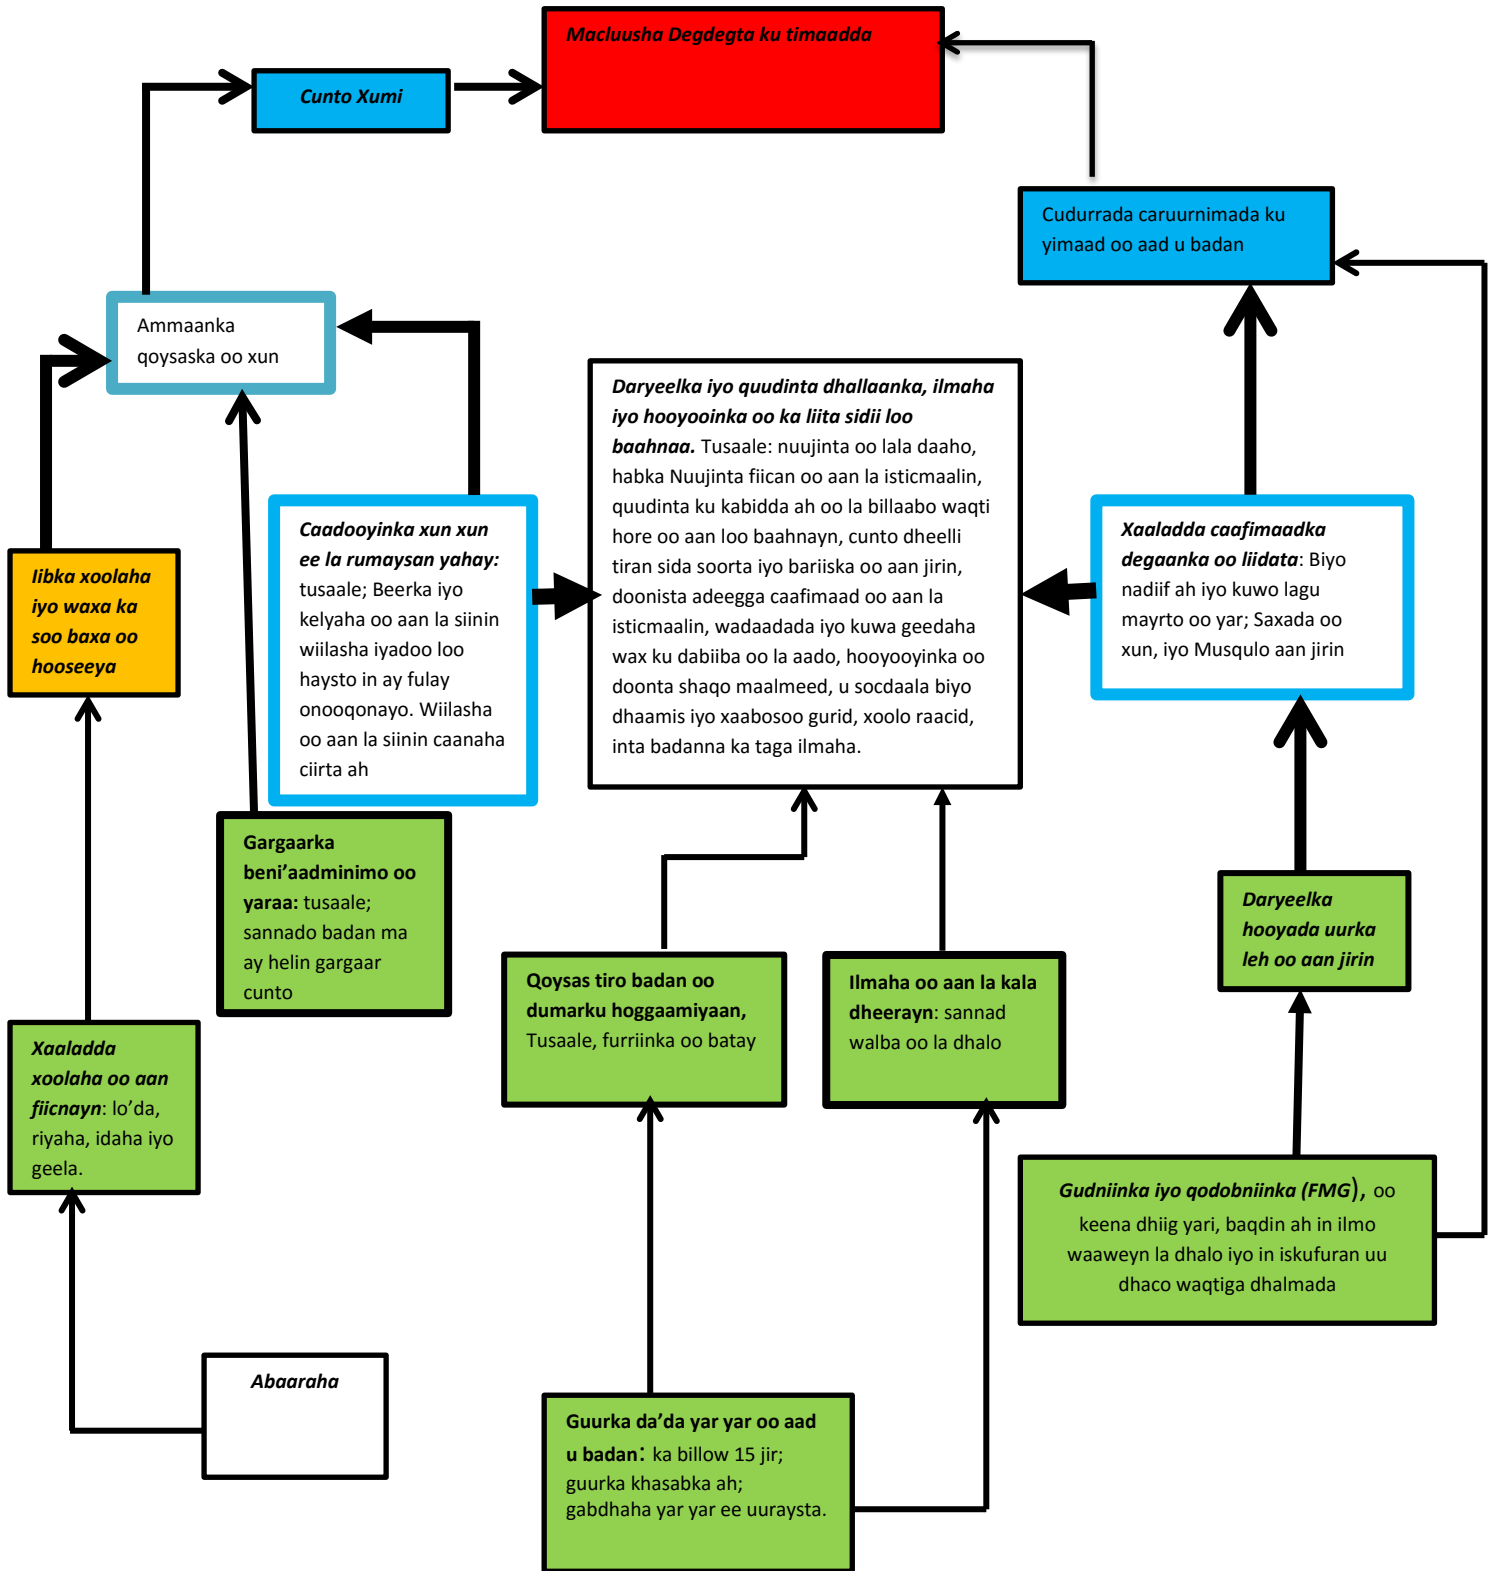 Macluusha Degdegta ku timaadda
Cunto Xumi
Cudurrada caruurnimada ku
yimaad oo aad u badan
Ammaanka
qoysaska oo xun
Daryeelka iyo quudinta dhallaanka, ilmaha
iyo hooyooinka oo ka liita sidii loo
baahnaa. Tusaale: nuujinta oo lala daaho,
habka Nuujinta fiican oo aan la isticmaalin,
quudinta ku kabidda ah oo la billaabo waqti
hore oo aan loo baahnayn, cunto dheelli
tiran sida soorta iyo bariiska oo aan jirin,
doonista adeegga caafimaad oo aan la
isticmaalin, wadaadada iyo kuwa geedaha
wax ku dabiiba oo la aado, hooyooyinka oo
doonta shaqo maalmeed, u socdaala biyo
dhaamis iyo xaabosoo gurid, xoolo raacid,
inta badanna ka taga ilmaha.
Caadooyinka xun xun
ee la rumaysan yahay:
tusaale; Beerka iyo
kelyaha oo aan la siinin
wiilasha iyadoo loo
haysto in ay fulay
onooqonayo. Wiilasha
oo aan la siinin caanaha
ciirta ah
Xaaladda caafimaadka
degaanka oo liidata: Biyo
nadiif ah iyo kuwo lagu
mayrto oo yar; Saxada oo
xun, iyo Musqulo aan jirin
Iibka xoolaha
iyo waxa ka
soo baxa oo
hooseeya
Gargaarka
beni'aadminimo oo
yaraa: tusaale;
sannado badan ma
ay helin gargaar
cunto
Daryeelka
hooyada uurka
leh oo aan jirin
Qoysas tiro badan oo
dumarku hoggaamiyaan,
Tusaale, furriinka oo batay
Ilmaha oo aan la kala
dheerayn: sannad
walba oo la dhalo
Xaaladda
xoolaha oo aan
fiicnayn: lo'da,
riyaha, idaha iyo
geela.
Gudniinka iyo qodobniinka (FMG), oo
keena dhiig yari, baqdin ah in ilmo
waaweyn la dhalo iyo in iskufuran uu
dhaco waqtiga dhalmada
Abaaraha
Guurka da'da yar yar oo aad
u badan: ka billow 15 jir;
guurka khasabka ah;
gabdhaha yar yar ee uuraysta.